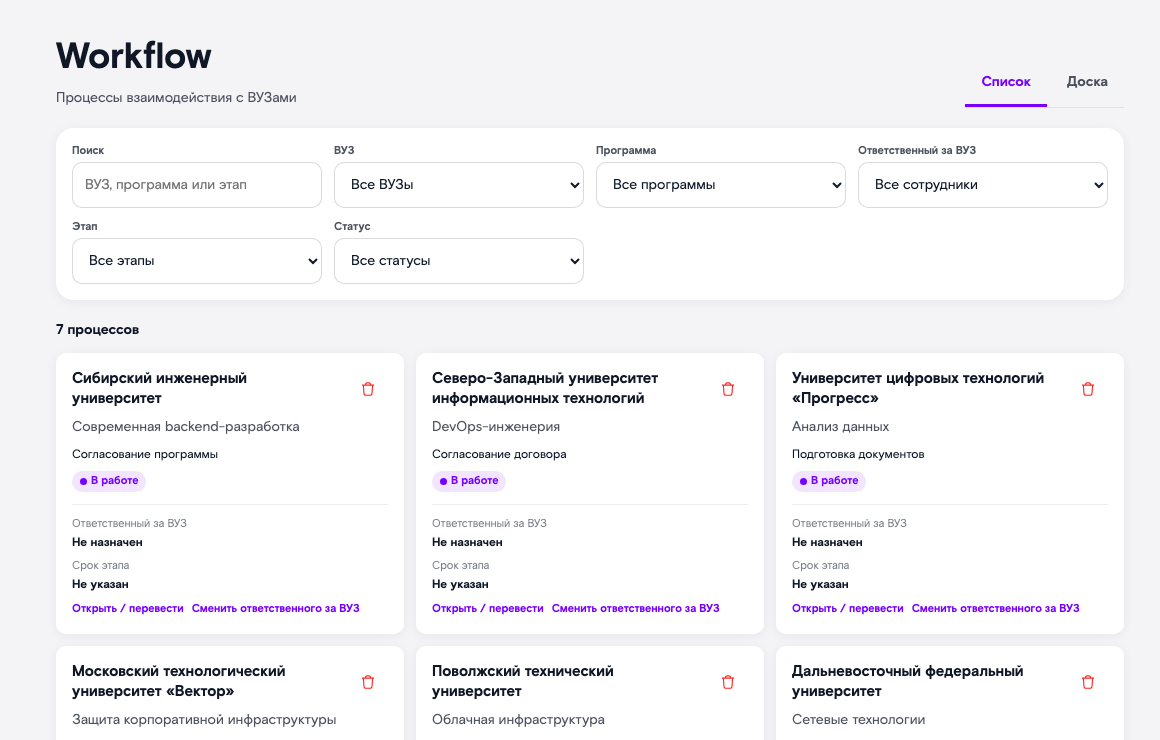 Workflow
Процессы взаимодействия с ВУЗами
Список
Доска
Поиск
ВУЗ
Программа
Ответственный за ВУЗ
ВУЗ, программа или этап
Все ВУЗы
Все программы
Все сотрудники
Этап
Статус
Все этапы
Все статусы
7 процессов
Сибирский инженерный
университет
Современная backend-разработка
Согласование программы
В работе
Ответственный за ВУЗ
Не назначен
Срок этапа
Не указан
Открыть / перевести Сменить ответственного за ВУЗ
Северо-Западный университет
информационных технологий
DevOps-инженерия
Согласование договора
В работе
Ответственный за ВУЗ
Не назначен
Срок этапа
Не указан
Открыть / перевести Сменить ответственного за ВУЗ
Университет цифровых технологий
«Прогресс»
Анализ данных
Подготовка документов
В работе
Ответственный за ВУЗ
Не назначен
Срок этапа
Не указан
Открыть / перевести Сменить ответственного за ВУЗ
Московский технологический
университет «Вектор»
Защита корпоративной инфраструктуры
Поволжский технический
университет
Облачная инфраструктура
Дальневосточный федеральный
университет
Сетевые технологии